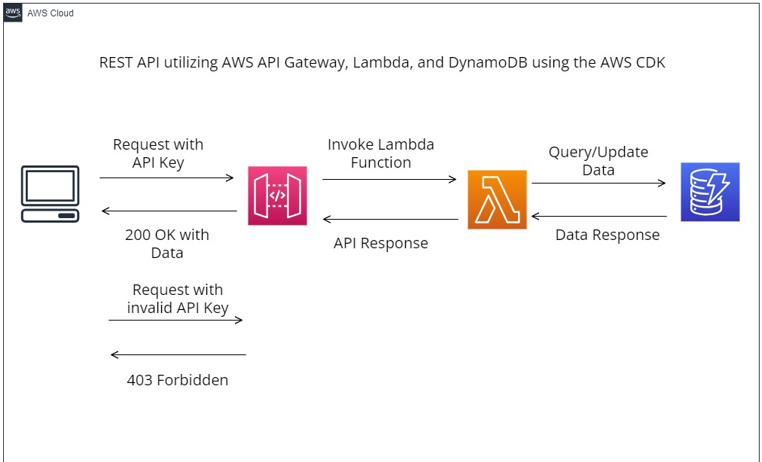 aws
AWS Cloud
REST API utilizing AWS API Gateway, Lambda, and DynamoDB using the AWS CDK
Request with
API Key
Invoke Lambda
Function
Query/Update
Data
</>
200 OK with
Data
API Response
Data Response
Request with
invalid API Key
403 Forbidden